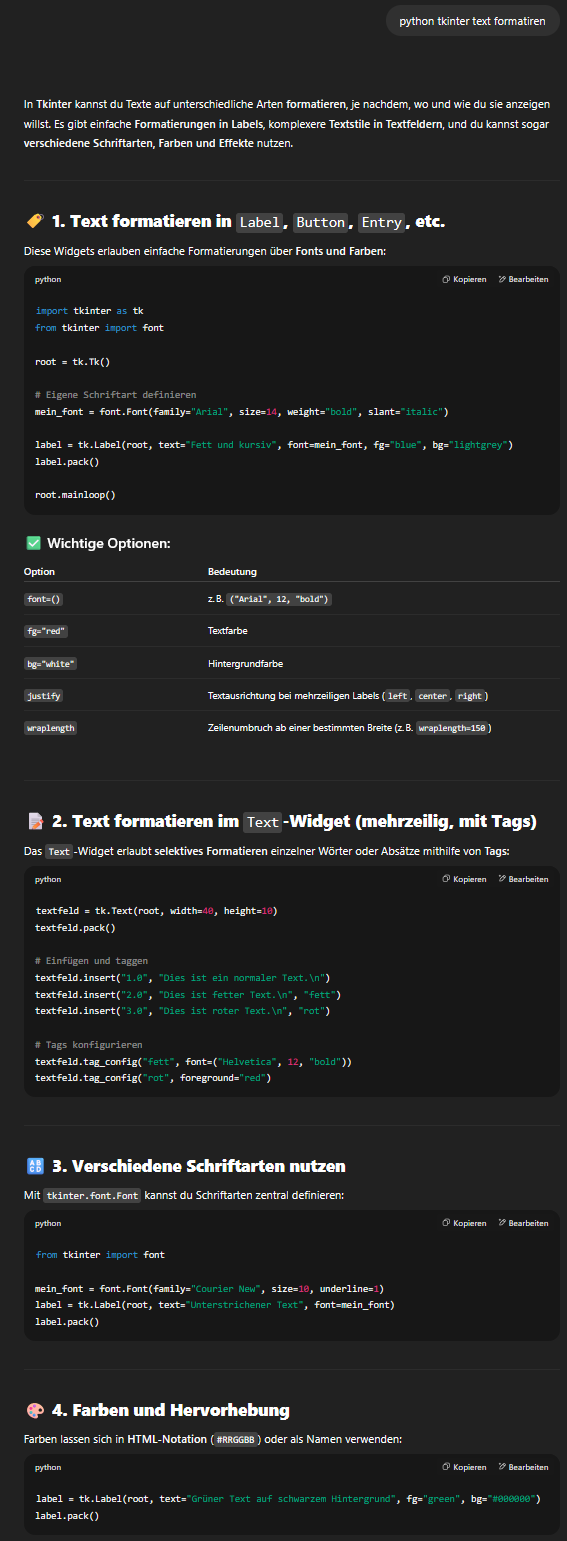 python tkinter text formatiren
In Tkinter kannst du Texte auf unterschiedliche Arten formatieren, je nachdem, wo und wie du sie anzeigen
willst. Es gibt einfache Formatierungen in Labels, komplexere Textstile in Textfeldern, und du kannst sogar
verschiedene Schriftarten, Farben und Effekte nutzen.
1. Text formatieren in Label, Button, Entry, etc.
Diese Widgets erlauben einfache Formatierungen über Fonts und Farben:
python Kopieren Bearbeiten
import tkinter as tk
from tkinter import font
root = tk.Tk()
# Eigene Schriftart definieren
mein_font = font.Font(family="Arial", size=14, weight="bold", slant="italic")
label = tk.Label(root, text="Fett und kursiv", font=mein_font, fg="blue", bg="lightgrey")
label.pack()
root.mainloop()
Wichtige Optionen:
Option Bedeutung
font=() z. B. ("Arial", 12, "bold")
fg="red" Textfarbe
bg="white" Hintergrundfarbe
justify Textausrichtung bei mehrzeiligen Labels (left, center, right)
wraplength Zeilenumbruch ab einer bestimmten Breite (z. B. wraplength=150)
2. Text formatieren im Text-Widget (mehrzeilig, mit Tags)
Das Text-Widget erlaubt selektives Formatieren einzelner Wörter oder Absätze mithilfe von Tags:
python Kopieren Bearbeiten
textfeld = tk.Text(root, width=40, height=10)
textfeld.pack()
# Einfügen und taggen
textfeld.insert("1.0", "Dies ist ein normaler Text.\n")
textfeld.insert("2.0", "Dies ist fetter Text.\n", "fett")
textfeld.insert("3.0", "Dies ist roter Text.\n", "rot")
# Tags konfigurieren
textfeld.tag_config("fett", font=("Helvetica", 12, "bold"))
textfeld.tag_config("rot", foreground="red")
3. Verschiedene Schriftarten nutzen
Mit tkinter.font.Font kannst du Schriftarten zentral definieren:
python Kopieren Bearbeiten
from tkinter import font
mein_font = font.Font(family="Courier New", size=10, underline=1)
label = tk.Label(root, text="Unterstrichener Text", font=mein_font)
label.pack()
4. Farben und Hervorhebung
Farben lassen sich in HTML-Notation (#RRGGBB) oder als Namen verwenden:
python Kopieren Bearbeiten
label = tk.Label(root, text="Grüner Text auf schwarzem Hintergrund", fg="green", bg="#000000")
label.pack()